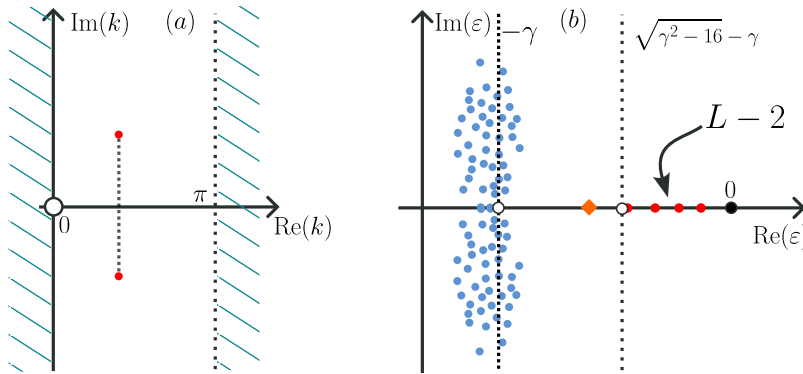 Im(k)
(a)
π
0
Re(k)
Im(ε)
−γ
(b)
√γ² − 16 − γ
L − 2
0
Re(ε)